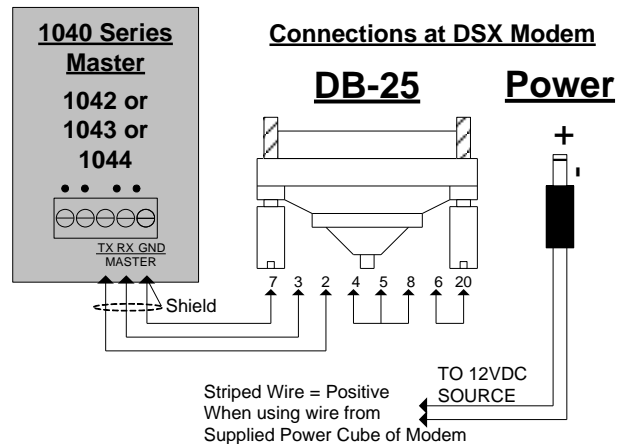 1040 Series
Master
1042 or
1043 or
1044
TX RX GND
MASTER
Shield
Connections at DSX Modem
DB-25
Power
+
-
7 3 2 4 5 8 6 20
TO 12VDC
SOURCE
Striped Wire = Positive
When using wire from
Supplied Power Cube of Modem